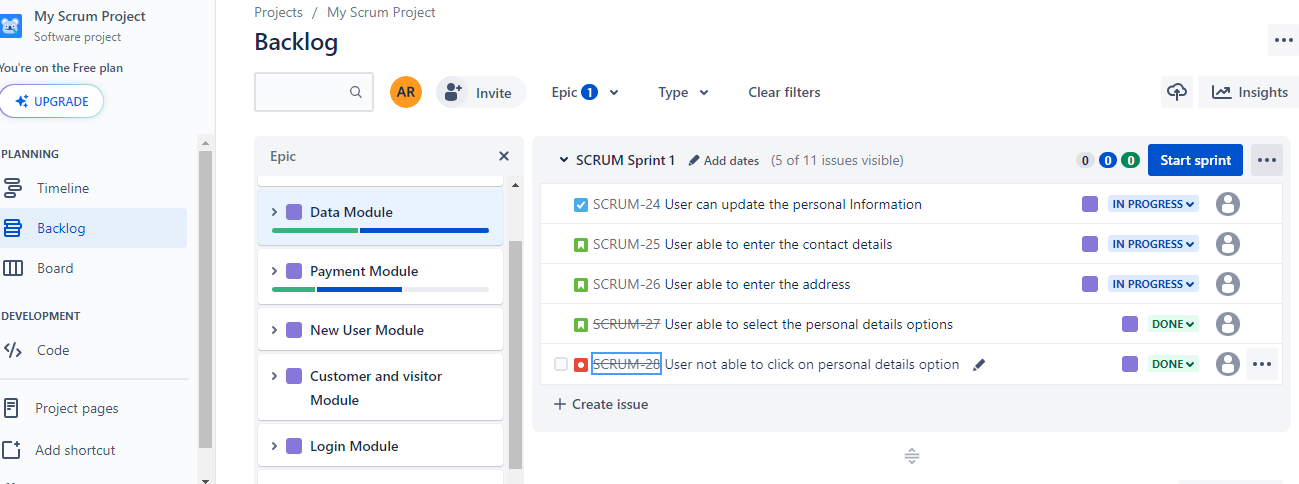 My Scrum Project
Software project
You're on the Free plan
UPGRADE
PLANNING
Timeline
Backlog
Board
DEVELOPMENT
Code
Project pages
Add shortcut
Projects / My Scrum Project
Backlog
AR Invite Epic 1 Type Clear filters Insights
Epic
Data Module
Payment Module
New User Module
Customer and visitor
Module
Login Module
SCRUM Sprint 1 Add dates (5 of 11 issues visible) 0 0 0 Start sprint
SCRUM-24 User can update the personal Information IN PROGRESS
SCRUM-25 User able to enter the contact details IN PROGRESS
SCRUM-26 User able to enter the address IN PROGRESS
SCRUM-27 User able to select the personal details options DONE
SCRUM-28 User not able to click on personal details option DONE
Create issue